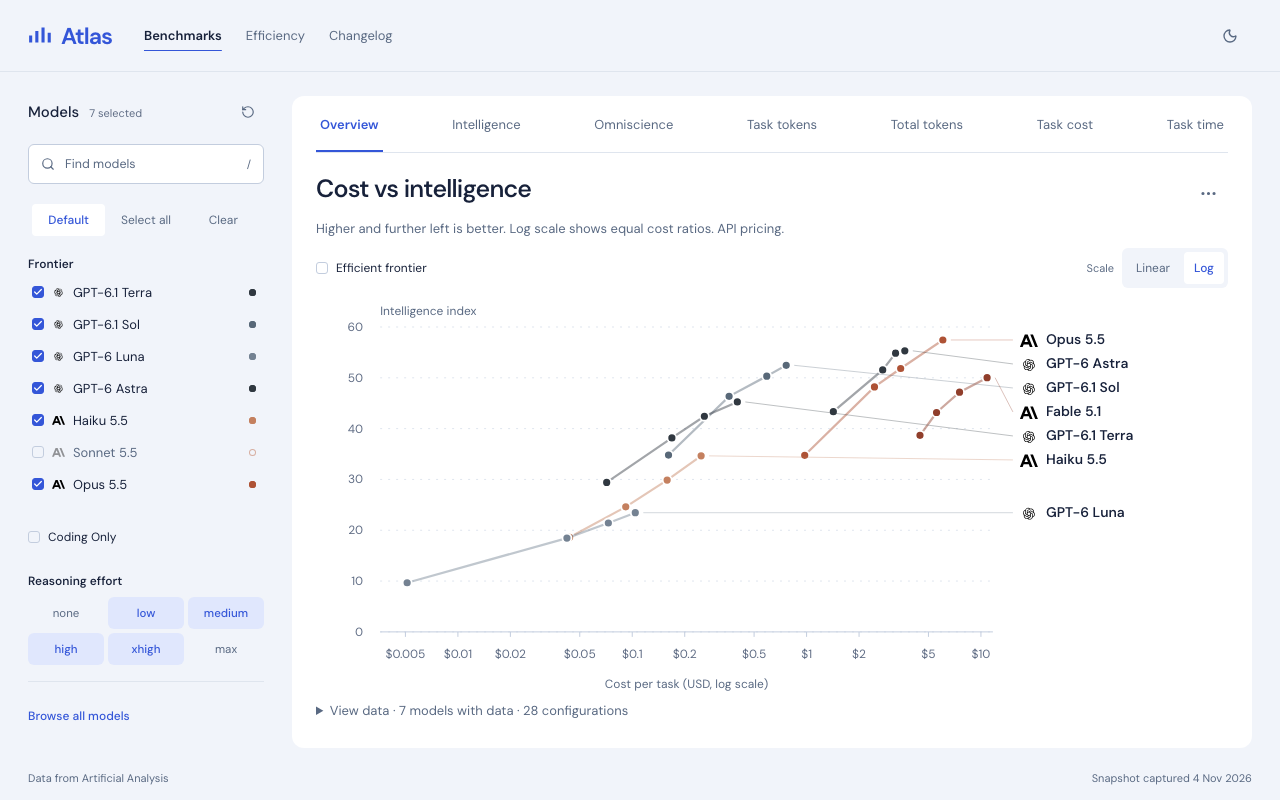 Atlas
Benchmarks Efficiency Changelog
Models 7 selected
Find models /
Default Select all Clear
Frontier
GPT-6.1 Terra
GPT-6.1 Sol
GPT-6 Luna
GPT-6 Astra
Haiku 5.5
Sonnet 5.5
Opus 5.5
Coding Only
Reasoning effort
none low medium
high xhigh max
Browse all models
Overview Intelligence Omniscience Task tokens Total tokens Task cost Task time
Cost vs intelligence
Higher and further left is better. Log scale shows equal cost ratios. API pricing.
Efficient frontier
Scale Linear Log
Intelligence index
60
50
40
30
20
10
0
$0.005 $0.01 $0.02 $0.05 $0.1 $0.2 $0.5 $1 $2 $5 $10
Cost per task (USD, log scale)
Opus 5.5
GPT-6 Astra
GPT-6.1 Sol
Fable 5.1
GPT-6.1 Terra
Haiku 5.5
GPT-6 Luna
View data · 7 models with data · 28 configurations
Data from Artificial Analysis
Snapshot captured 4 Nov 2026